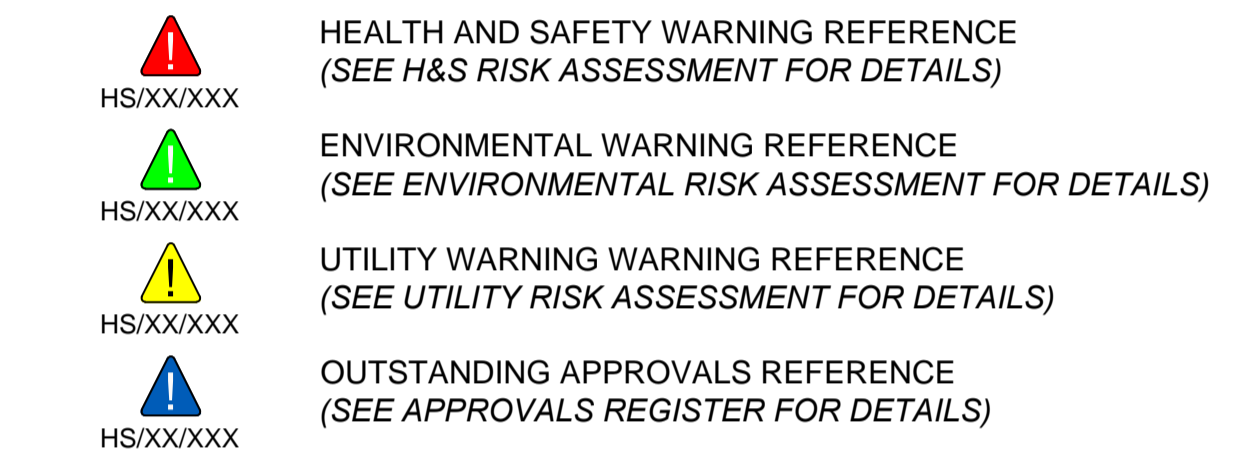 !
HEALTH AND SAFETY WARNING REFERENCE
(SEE H&S RISK ASSESSMENT FOR DETAILS)
HS/XX/XXX
!
ENVIRONMENTAL WARNING REFERENCE
(SEE ENVIRONMENTAL RISK ASSESSMENT FOR DETAILS)
HS/XX/XXX
!
UTILITY WARNING WARNING REFERENCE
(SEE UTILITY RISK ASSESSMENT FOR DETAILS)
HS/XX/XXX
!
OUTSTANDING APPROVALS REFERENCE
(SEE APPROVALS REGISTER FOR DETAILS)
HS/XX/XXX